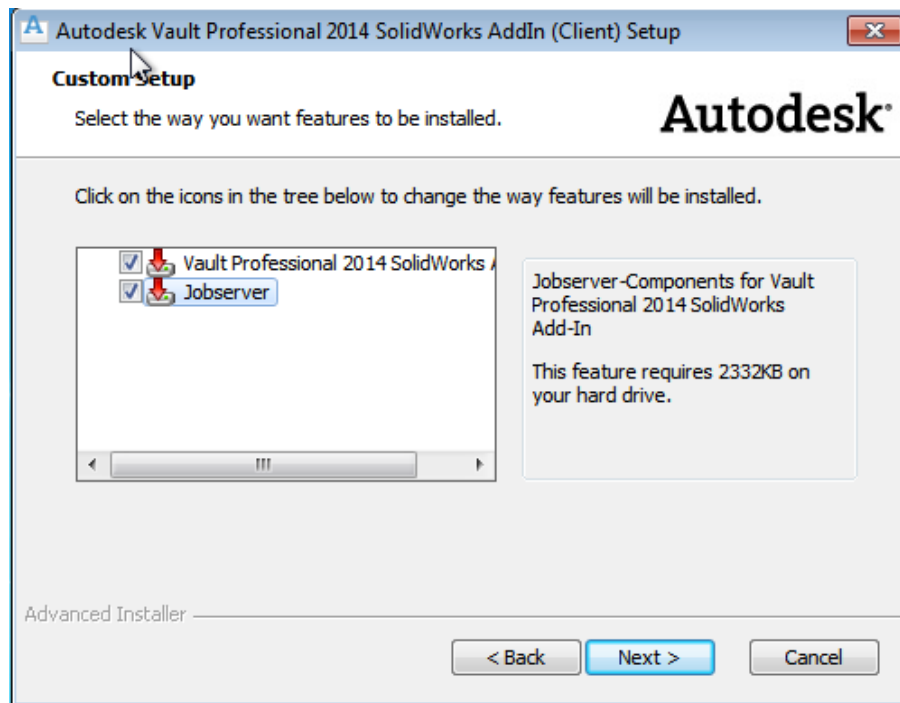 Autodesk Vault Professional 2014 SolidWorks AddIn (Client) Setup
Custom Setup
Select the way you want features to be installed.
Autodesk
Click on the icons in the tree below to change the way features will be installed.
Vault Professional 2014 SolidWorks
Jobserver
Jobserver-Components for Vault
Professional 2014 SolidWorks
Add-In
This feature requires 2332KB on
your hard drive.
Advanced Installer
< Back
Next >
Cancel